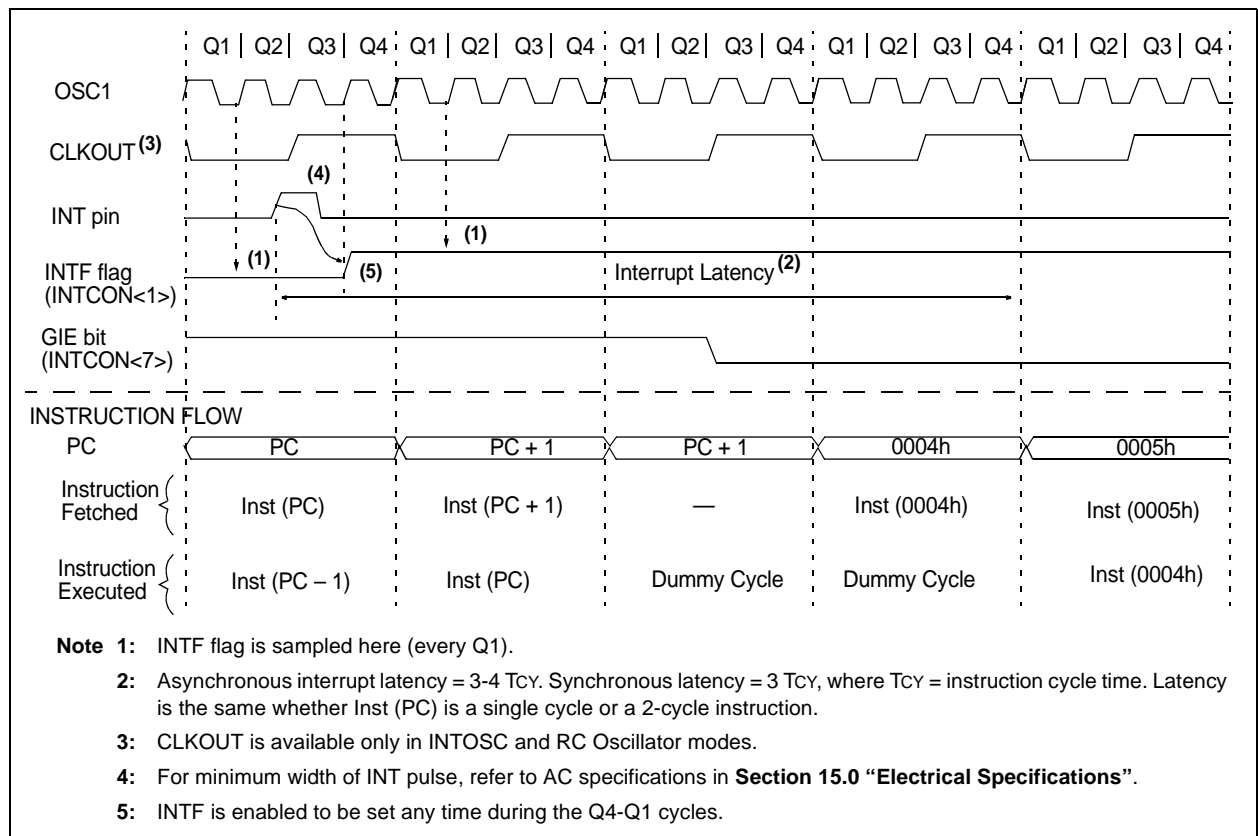 Q1 Q2 Q3 Q4 Q1 Q2 Q3 Q4 Q1 Q2 Q3 Q4 Q1 Q2 Q3 Q4 Q1 Q2 Q3 Q4
OSC1
CLKOUT (3)
(4)
INT pin
(1)
(1)
INTF flag
(INTCON<1>)
(5)
Interrupt Latency (2)
GIE bit
(INTCON<7>)
INSTRUCTION FLOW
PC PC PC + 1 PC + 1 0004h 0005h
Instruction
Fetched
Inst (PC) Inst (PC + 1) — Inst (0004h) Inst (0005h)
Instruction
Executed
Inst (PC – 1) Inst (PC) Dummy Cycle Dummy Cycle Inst (0004h)
Note 1: INTF flag is sampled here (every Q1).
2: Asynchronous interrupt latency = 3-4 TCY. Synchronous latency = 3 TCY, where TCY = instruction cycle time. Latency
is the same whether Inst (PC) is a single cycle or a 2-cycle instruction.
3: CLKOUT is available only in INTOSC and RC Oscillator modes.
4: For minimum width of INT pulse, refer to AC specifications in Section 15.0 “Electrical Specifications”.
5: INTF is enabled to be set any time during the Q4-Q1 cycles.